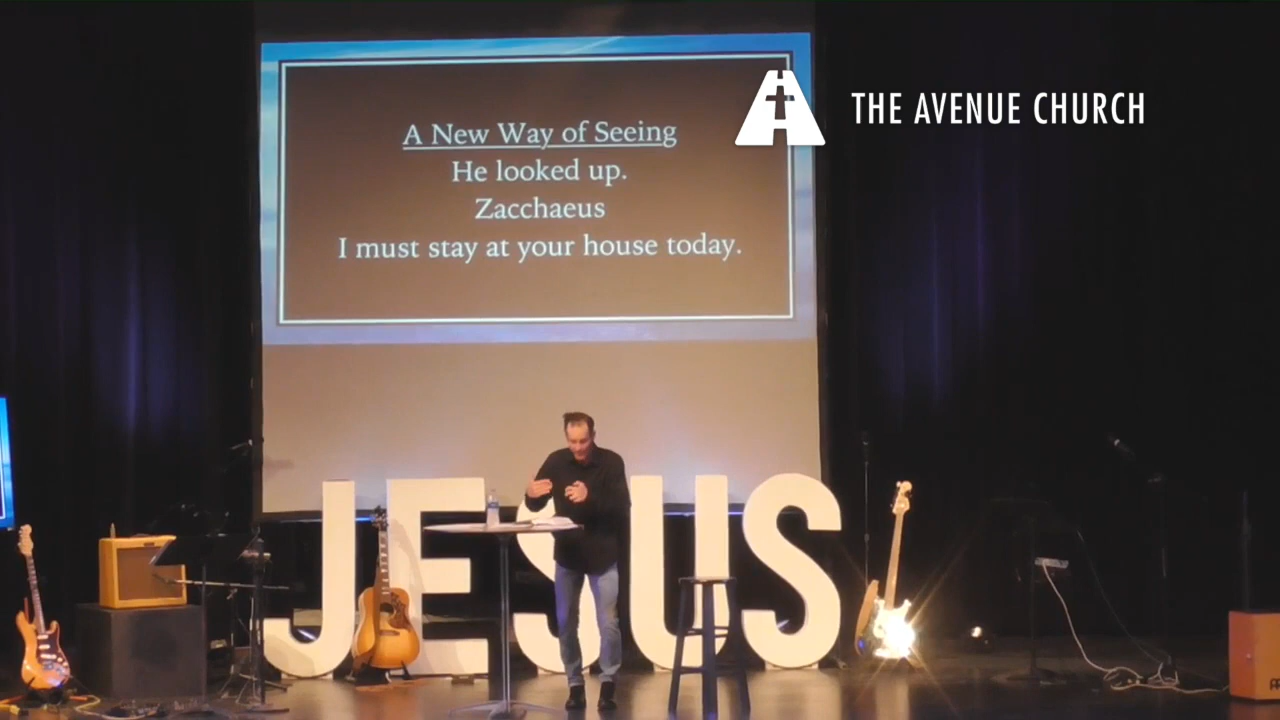 A New Way of Seeing
He looked up.
Zacchaeus
I must stay at your house today.
THE AVENUE CHURCH
JESUS